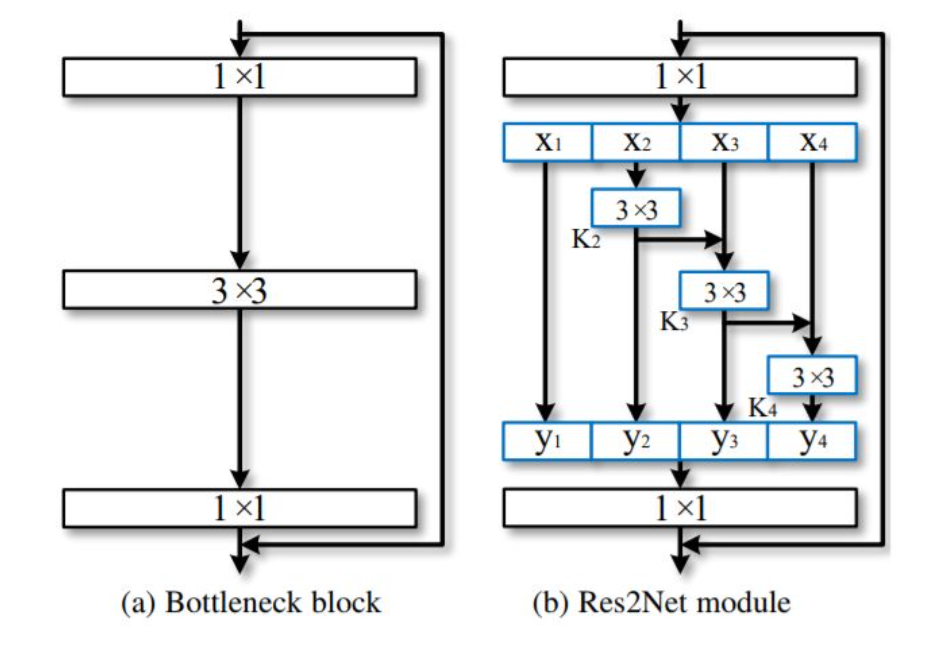 1×1
3×3
1×1
(a) Bottleneck block
1×1
x1 x2 x3 x4
3×3
K2
3×3
K3
3×3
K4
y1 y2 y3 y4
1×1
(b) Res2Net module